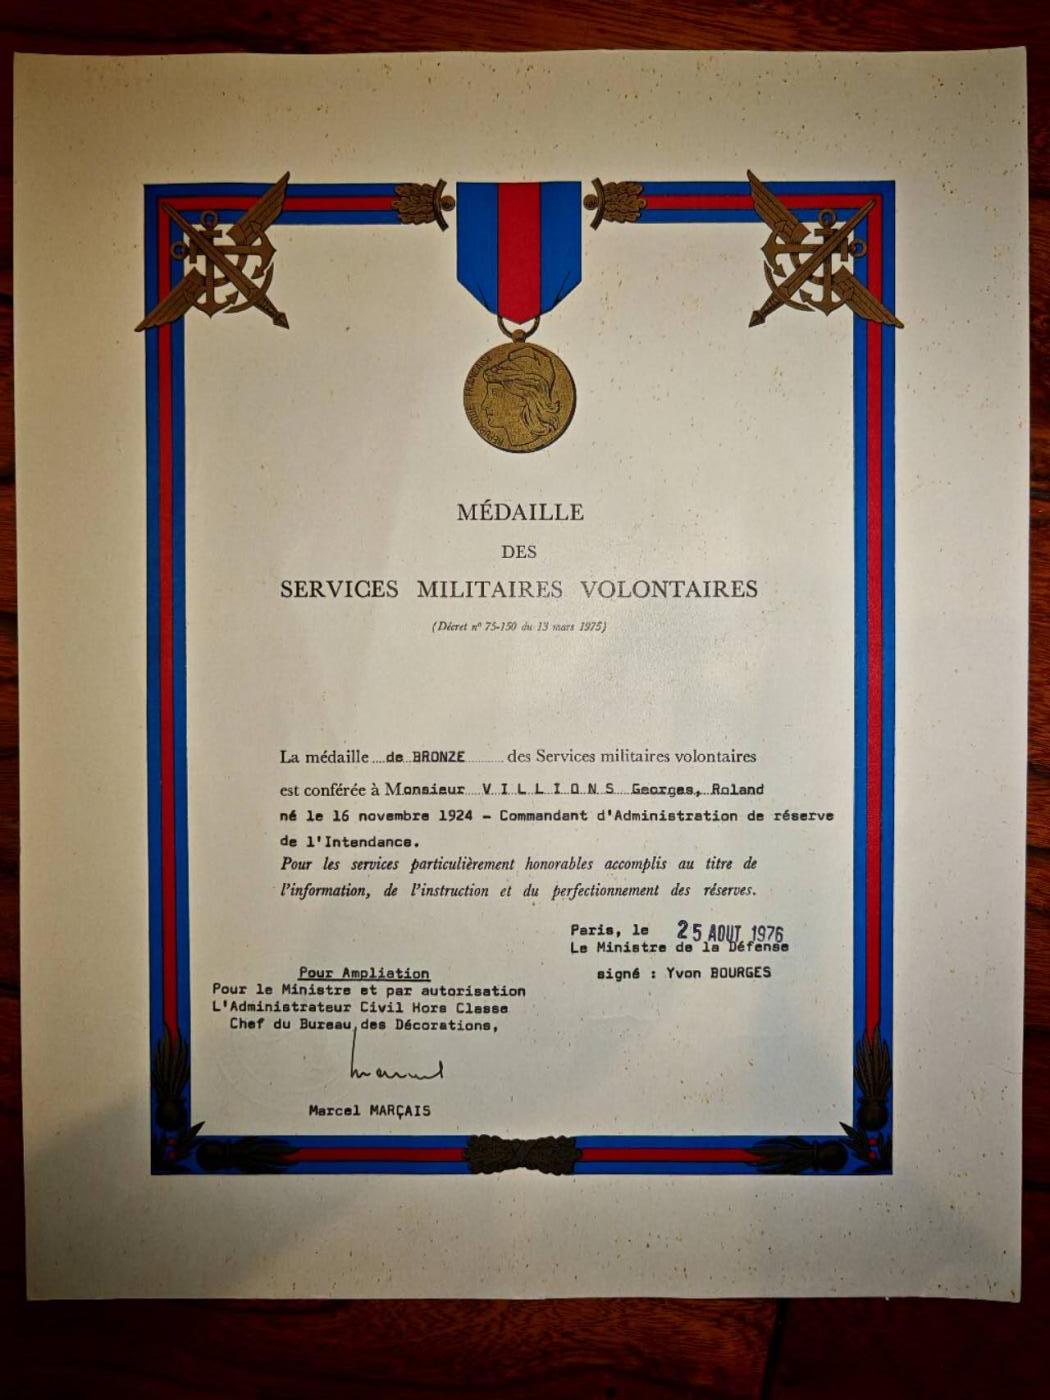 RÉPUBLIQUE FRANÇAISE
MÉDAILLE
DES
SERVICES MILITAIRES VOLONTAIRES
(Décret nº 75-150 du 13 mars 1975)
La médaille ... de BRONZE ........ des Services militaires volontaires
est conférée à Monsieur V I L L I O N S Georges, Roland
né le 16 novembre 1924 - Commandant d'Administration de réserve
de l'Intendance.
Pour les services particulièrement honorables accomplis au titre de
l'information, de l'instruction et du perfectionnement des réserves.
Paris, le 25 AOUT 1976
Le Ministre de la Défense
signé : Yvon BOURGES
Pour Ampliation
Pour le Ministre et par autorisation
L'Administrateur Civil Hors Classe
Chef du Bureau des Décorations,
Marcel MARÇAIS